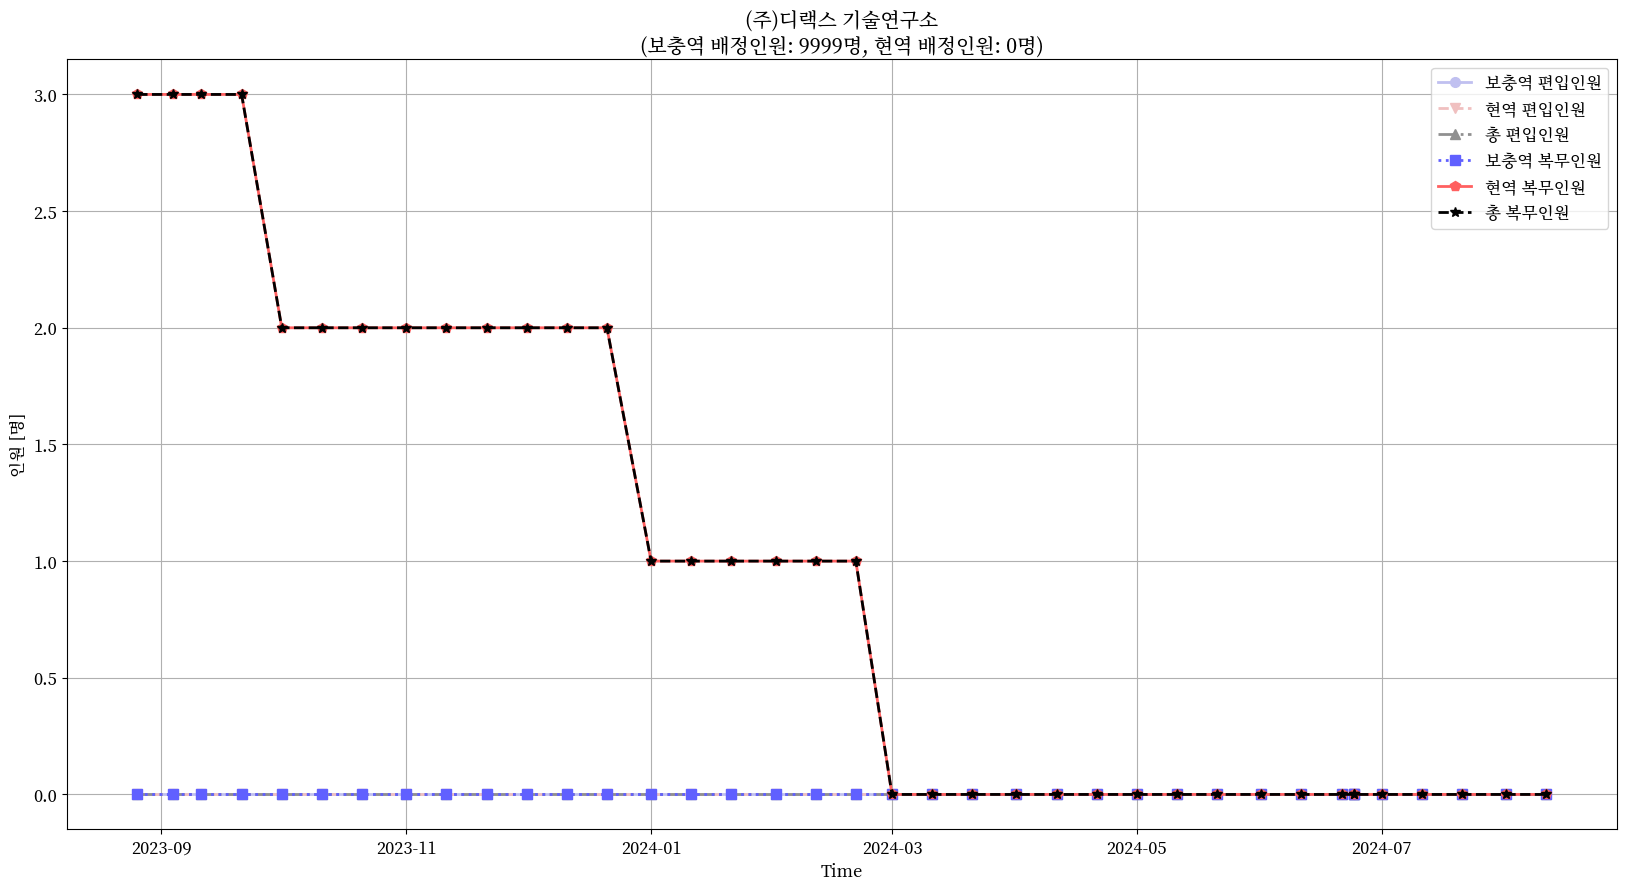 (주)디랙스 기술연구소
(보충역 배정인원: 9999명, 현역 배정인원: 0명)
보충역 편입인원
현역 편입인원
총 편입인원
보충역 복무인원
현역 복무인원
총 복무인원
인원 [명]
3.0
2.5
2.0
1.5
1.0
0.5
0.0
2023-09
2023-11
2024-01
2024-03
2024-05
2024-07
Time